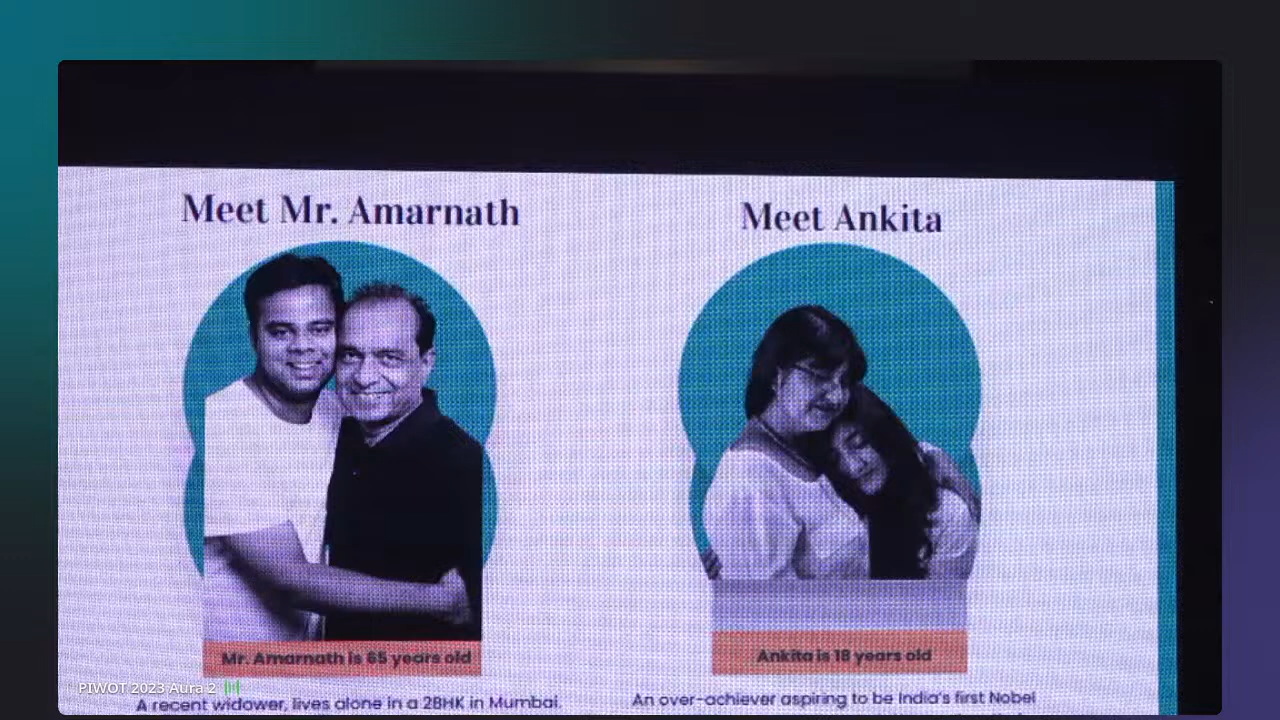 Meet Mr. Amarnath
Meet Ankita
Mr. Amarnath is 65 years old
Ankita is 18 years old
A recent widower, lives alone in a 2BHK in Mumbai.
An over-achiever aspiring to be India's first Nobel
PIWOT 2023 Aura 2